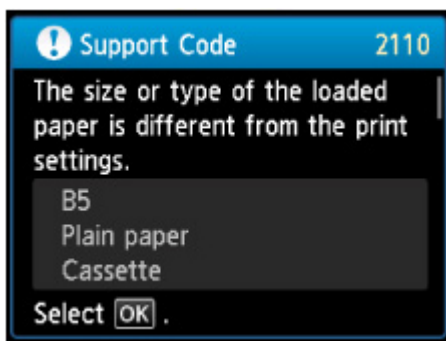 Support Code 2110
The size or type of the loaded
paper is different from the print
settings.
B5
Plain paper
Cassette
Select OK .